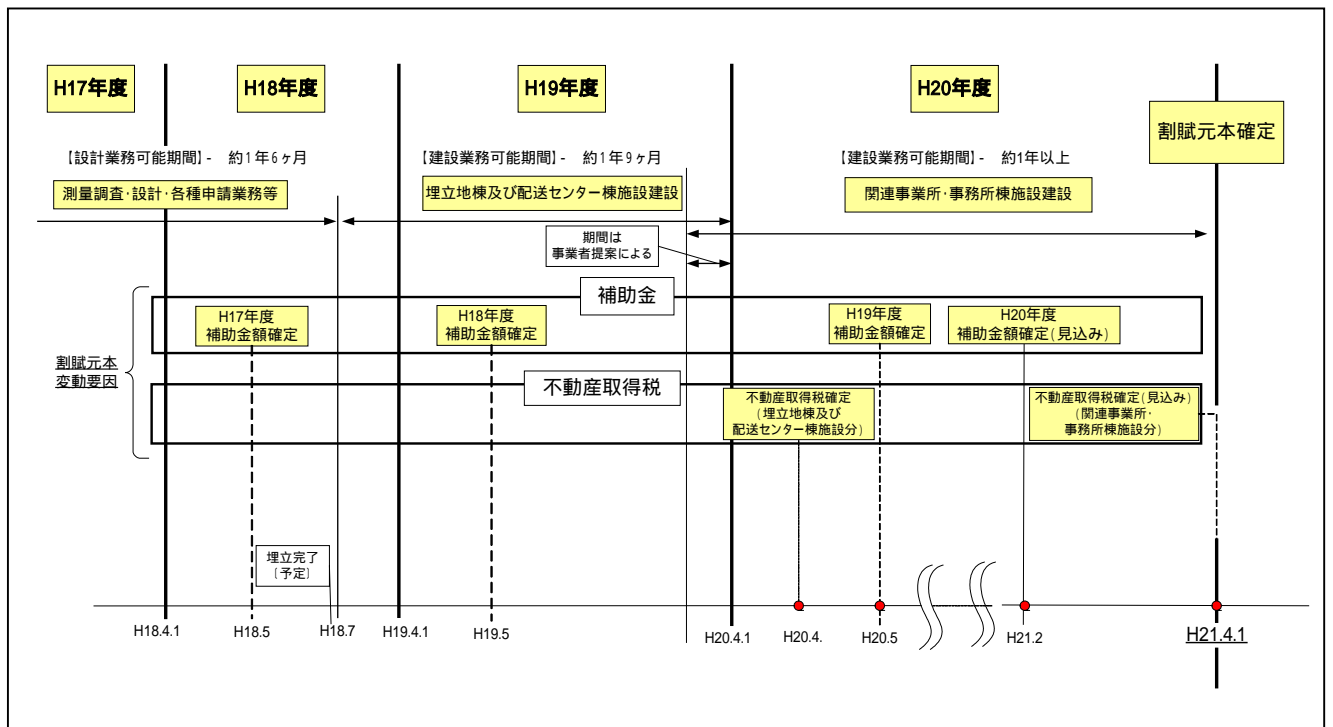 H17年度
H18年度
H19年度
H20年度
割賦元本確定
【設計業務可能期間】- 約1年6ヶ月
【建設業務可能期間】- 約1年9ヶ月
【建設業務可能期間】- 約1年以上
測量調査・設計・各種申請業務等
埋立地棟及び配送センター棟施設建設
関連事業所・事務所棟施設建設
期間は
事業者提案による
補助金
H17年度
補助金額確定
H18年度
補助金額確定
H19年度
補助金額確定
H20年度
補助金額確定(見込み)
割賦元本
変動要因
不動産取得税
不動産取得税確定
(埋立地棟及び
配送センター棟施設分)
不動産取得税確定(見込み)
(関連事業所・
事務所棟施設分)
埋立完了
(予定)
H18.4.1
H18.5
H18.7
H19.4.1
H19.5
H20.4.1
H20.4.
H20.5
H21.2
H21.4.1